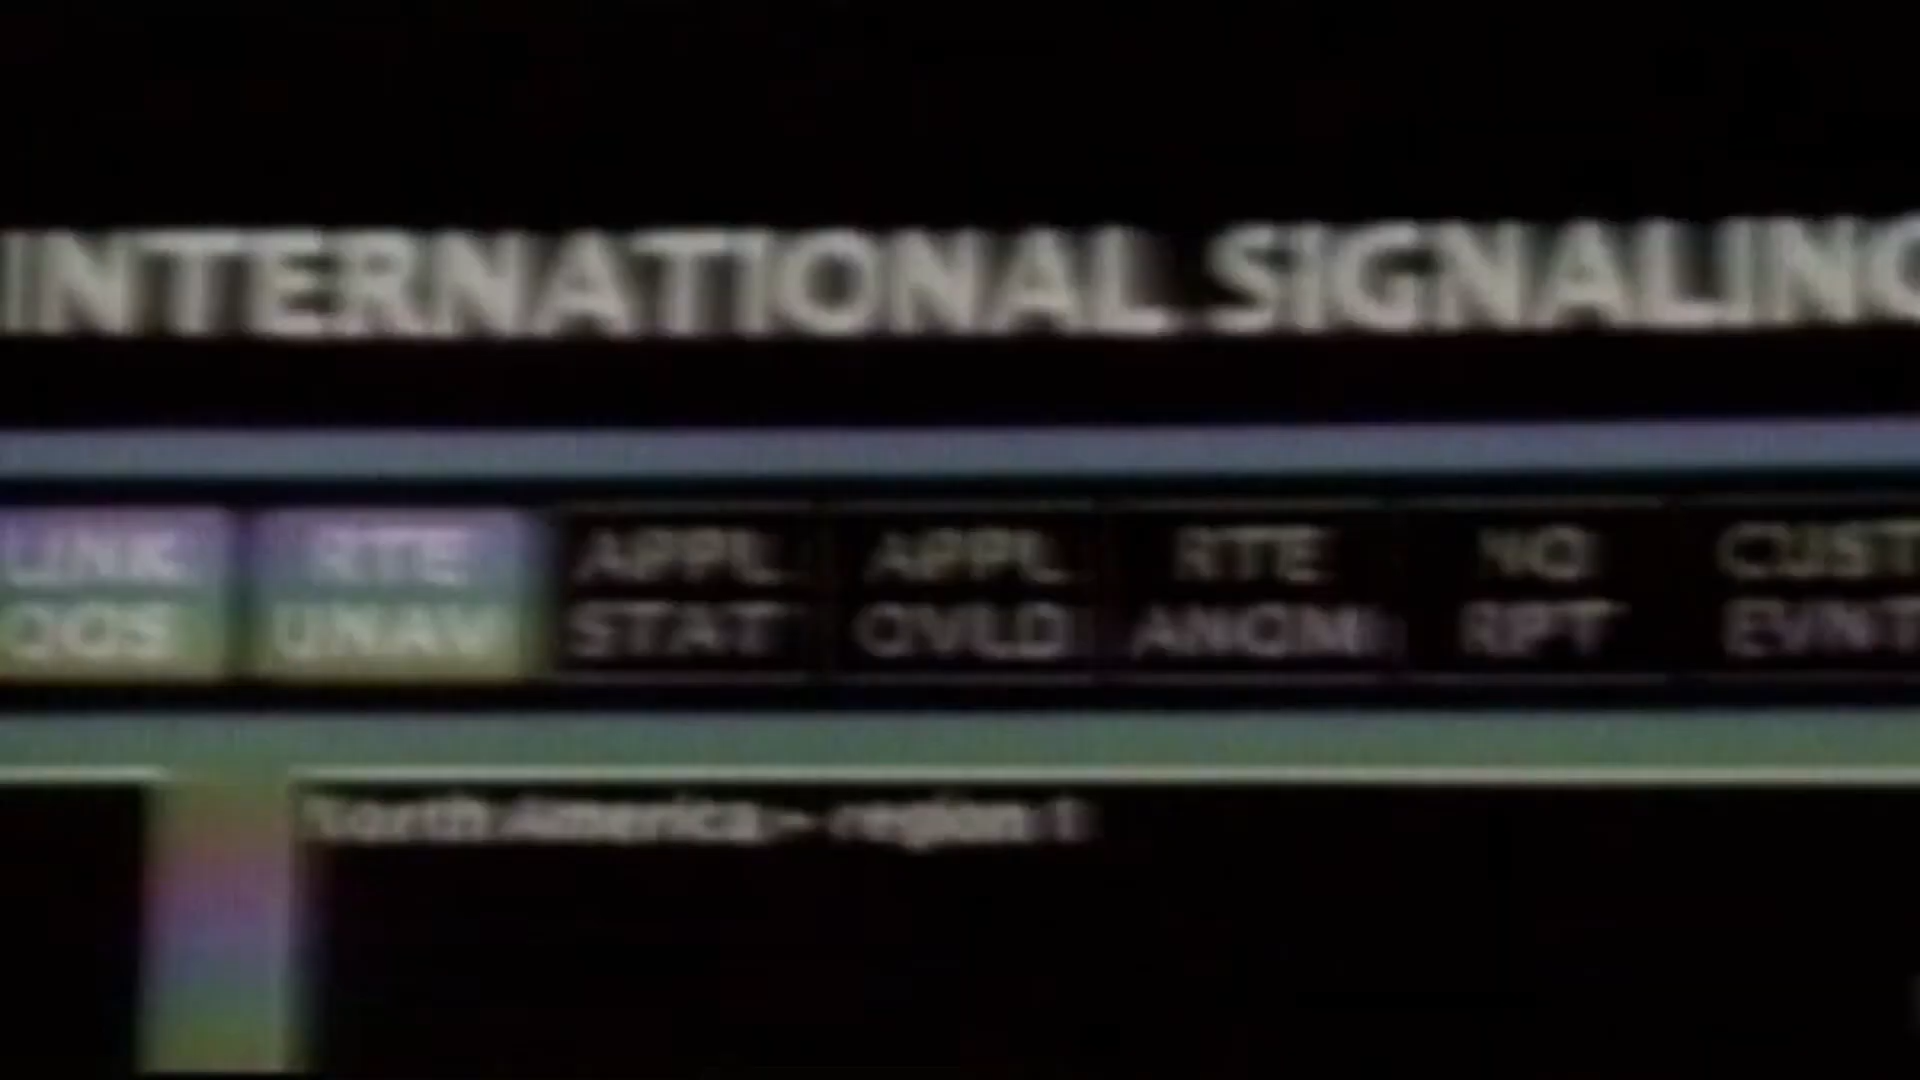 INTERNATIONAL SIGNALING
LINK RTE APPL APPL RTE NO CUST
QOS UNAV STAT OVLD ANOM RPT EVNT
North America - region 1